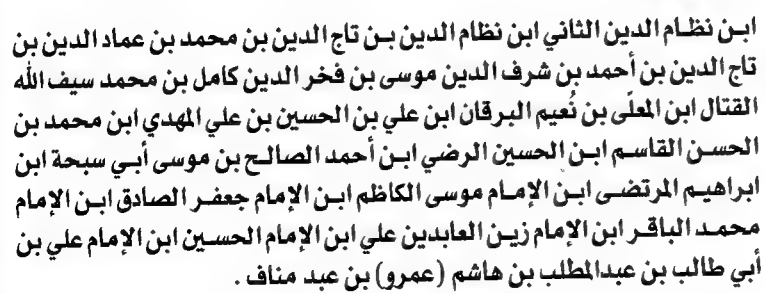 ابن نظام الدين الثاني ابن نظام الدين بن تاج الدين بن محمد بن عماد الدين بن
تاج الدين بن أحمد بن شرف الدين موسى بن فخر الدين كامل بن محمد سيف الله
القتال ابن المعلّى بن نُعيم البرقان ابن علي بن الحسين بن علي المهدي ابن محمد بن
الحسن القاسم ابن الحسين الرضي ابن أحمد الصالح بن موسى أبي سبحة ابن
ابراهيم المرتضى ابن الإمام موسى الكاظم ابن الإمام جعفر الصادق ابن الإمام
محمد الباقر ابن الإمام زين العابدين علي ابن الإمام الحسين ابن الإمام علي بن
أبي طالب بن عبدالمطلب بن هاشم (عمرو) بن عبد مناف .